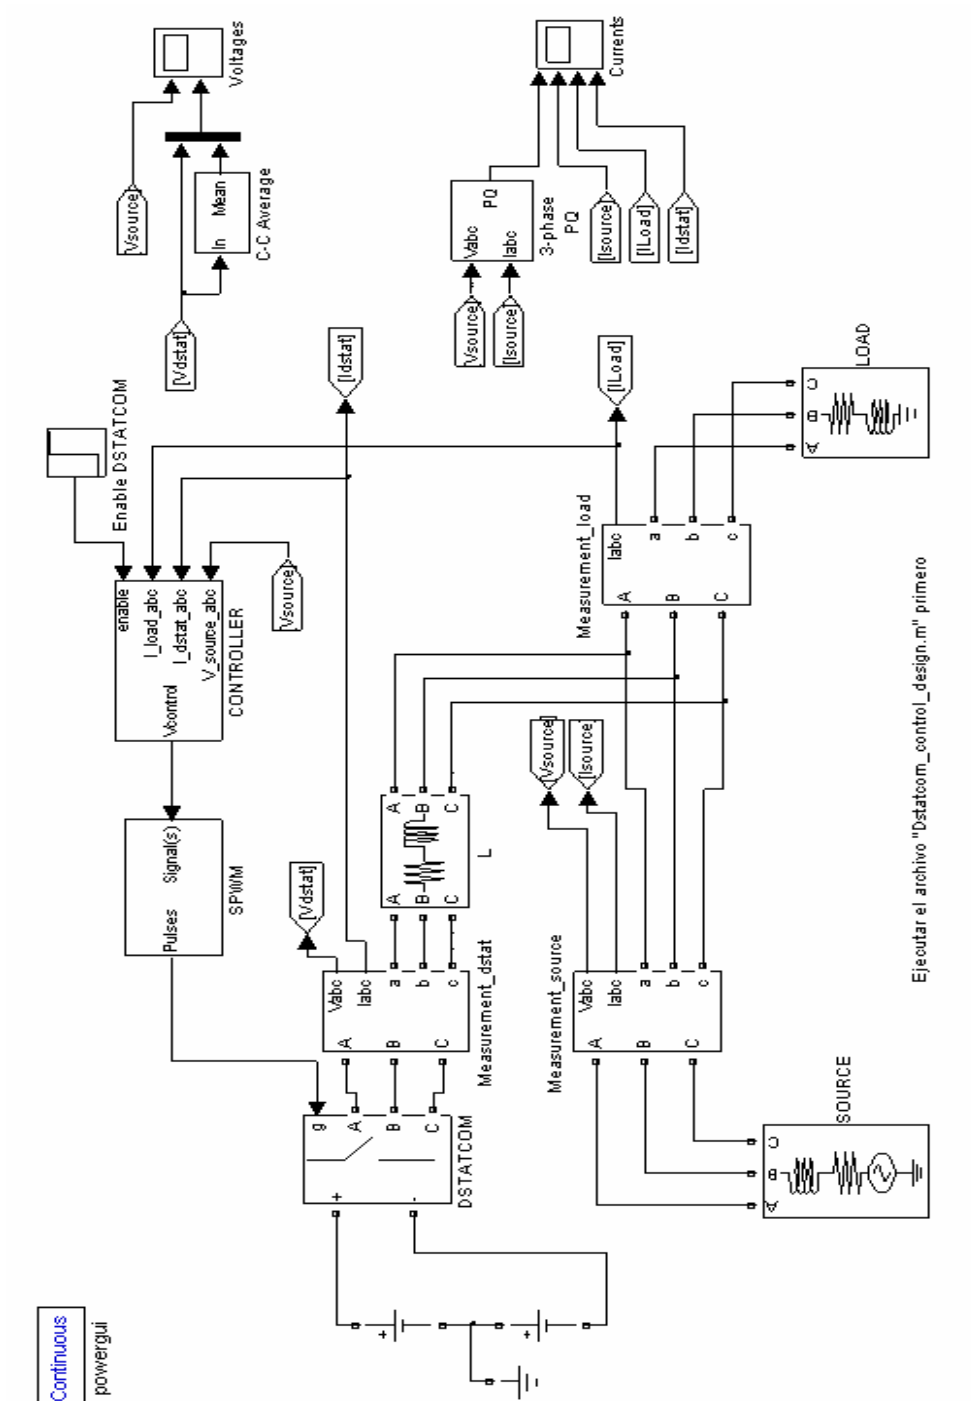 Continuous
powergui
Enable DSTATCOM
enable
I_load_abc
I_dstat_abc
V_source_abc
Vcontrol
CONTROLLER
[Vsource]
Signal(s)
Pulses
SPWM
[Vdstat]
In
Mean
C-C Average
[Vsource]
Voltages
[Idstat]
[Vsource]
[Isource]
Vabc
Iabc
PQ
3-phase
PQ
[Isource]
[ILoad]
[Idstat]
Currents
+
-
g
A
B
C
DSTATCOM
+
+
A
B
C
Vabc
Iabc
a
b
c
Measurement_dstat
[Vdstat]
A
B
C
A
B
C
L
A
B
C
Vabc
Iabc
a
b
c
Measurement_source
[Vsource]
[Isource]
A
B
C
Iabc
a
b
c
Measurement_load
[ILoad]
A
B
C
LOAD
A
B
C
SOURCE
Ejecutar el archivo "Dstatcom_control_design.m" primero